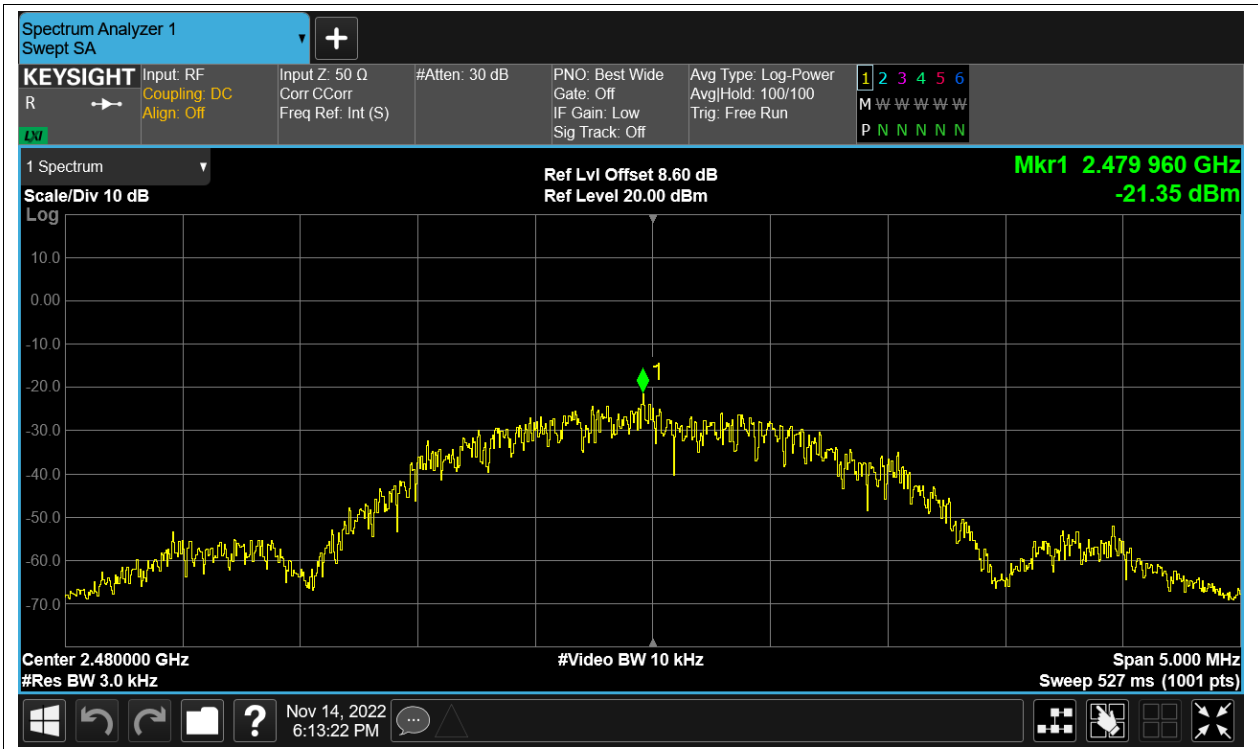 Spectrum Analyzer 1
Swept SA
KEYSIGHT
R
LXI
Input: RF
Coupling: DC
Align: Off
Input Z: 50 Ω
Corr CCorr
Freq Ref: Int (S)
#Atten: 30 dB
PNO: Best Wide
Gate: Off
IF Gain: Low
Sig Track: Off
Avg Type: Log-Power
Avg|Hold: 100/100
Trig: Free Run
1 2 3 4 5 6
M W W W W W
P N N N N N
1 Spectrum
Scale/Div 10 dB
Log
Ref Lvl Offset 8.60 dB
Ref Level 20.00 dBm
Mkr1 2.479 960 GHz
-21.35 dBm
10.0
0.00
-10.0
-20.0
-30.0
-40.0
-50.0
-60.0
-70.0
1
Center 2.480000 GHz
#Res BW 3.0 kHz
#Video BW 10 kHz
Span 5.000 MHz
Sweep 527 ms (1001 pts)
?
Nov 14, 2022
6:13:22 PM